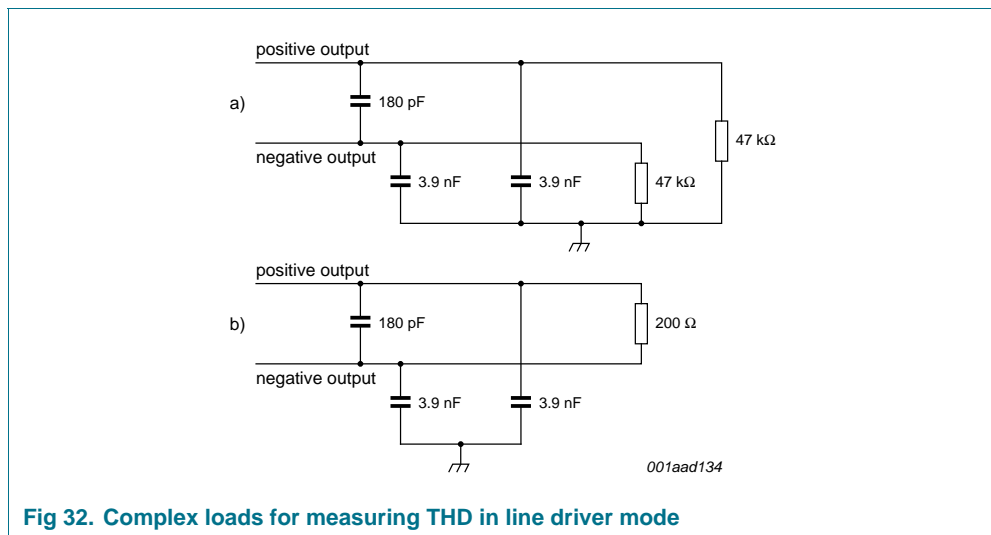 positive output
a)
180 pF
47 kΩ
negative output
3.9 nF
3.9 nF
47 kΩ
positive output
b)
180 pF
200 Ω
negative output
3.9 nF
3.9 nF
001aad134
Fig 32. Complex loads for measuring THD in line driver mode